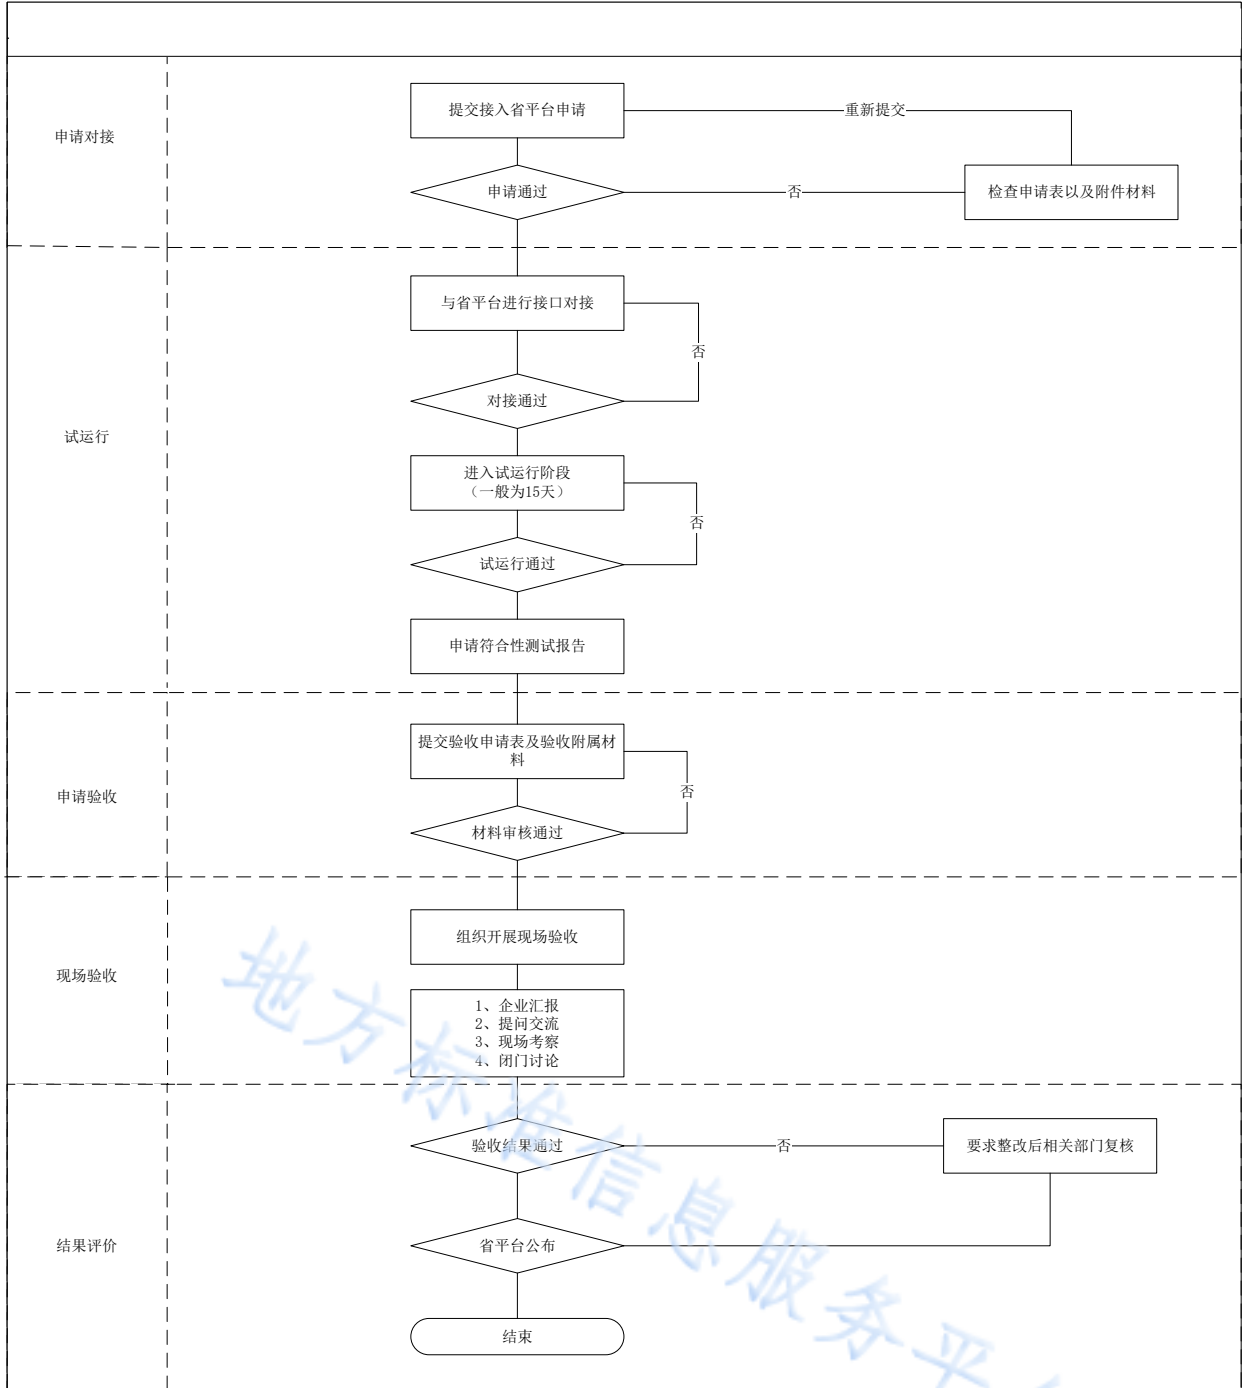 申请对接
提交接入省平台申请
重新提交
申请通过
否
检查申请表以及附件材料
试运行
与省平台进行接口对接
否
对接通过
进入试运行阶段
（一般为15天）
否
试运行通过
申请符合性测试报告
申请验收
提交验收申请表及验收附属材
料
否
材料审核通过
现场验收
组织开展现场验收
1、企业汇报
2、提问交流
3、现场考察
4、闭门讨论
结果评价
验收结果通过
否
要求整改后相关部门复核
省平台公布
结束
地方标准信息服务平